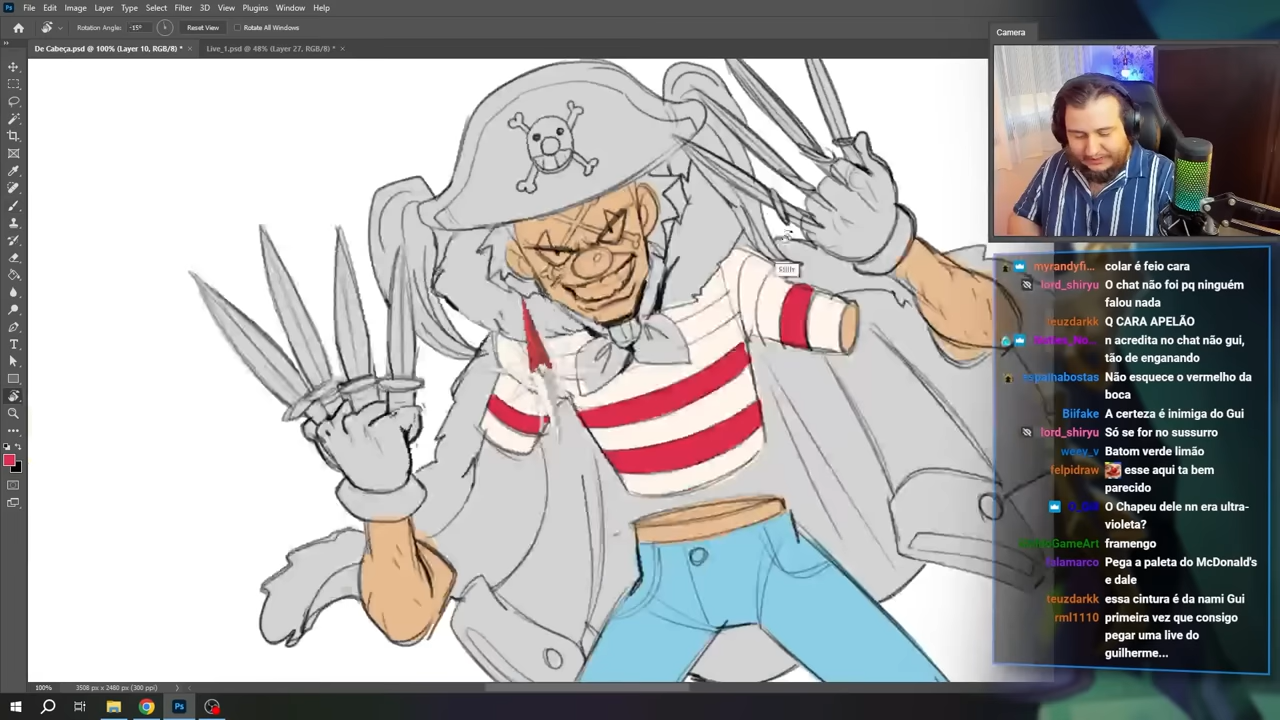 Ps File Edit Image Layer Type Select Filter 3D View Plugins Window Help
Rotation Angle: -15° Reset View Rotate All Windows
De Cabeça.psd @ 100% (Layer 10, RGB/8) * × Live_1.psd @ 48% (Layer 27, RGB/8) * ×
Camera
myrandyfi... colar é feio cara
lord_shiryu O chat não foi pq ninguém
falou nada
teuzdarkk Q CARA APELÃO
n acredita no chat não gui,
tão de enganando
espalhabostas Não esquece o vermelho da
boca
Biifake A certeza é inimiga do Gui
lord_shiryu Só se for no sussurro
weev_v Batom verde limão
felpidraw esse aqui ta bem
parecido
O Chapeu dele nn era ultra-
violeta?
framengo
Pega a paleta do McDonald's
e dale
teuzdarkk essa cintura é da nami Gui
rml1110 primeira vez que consigo
pegar uma live do
guilherme...
100% 3508 px x 2480 px (300 ppi)
Ps